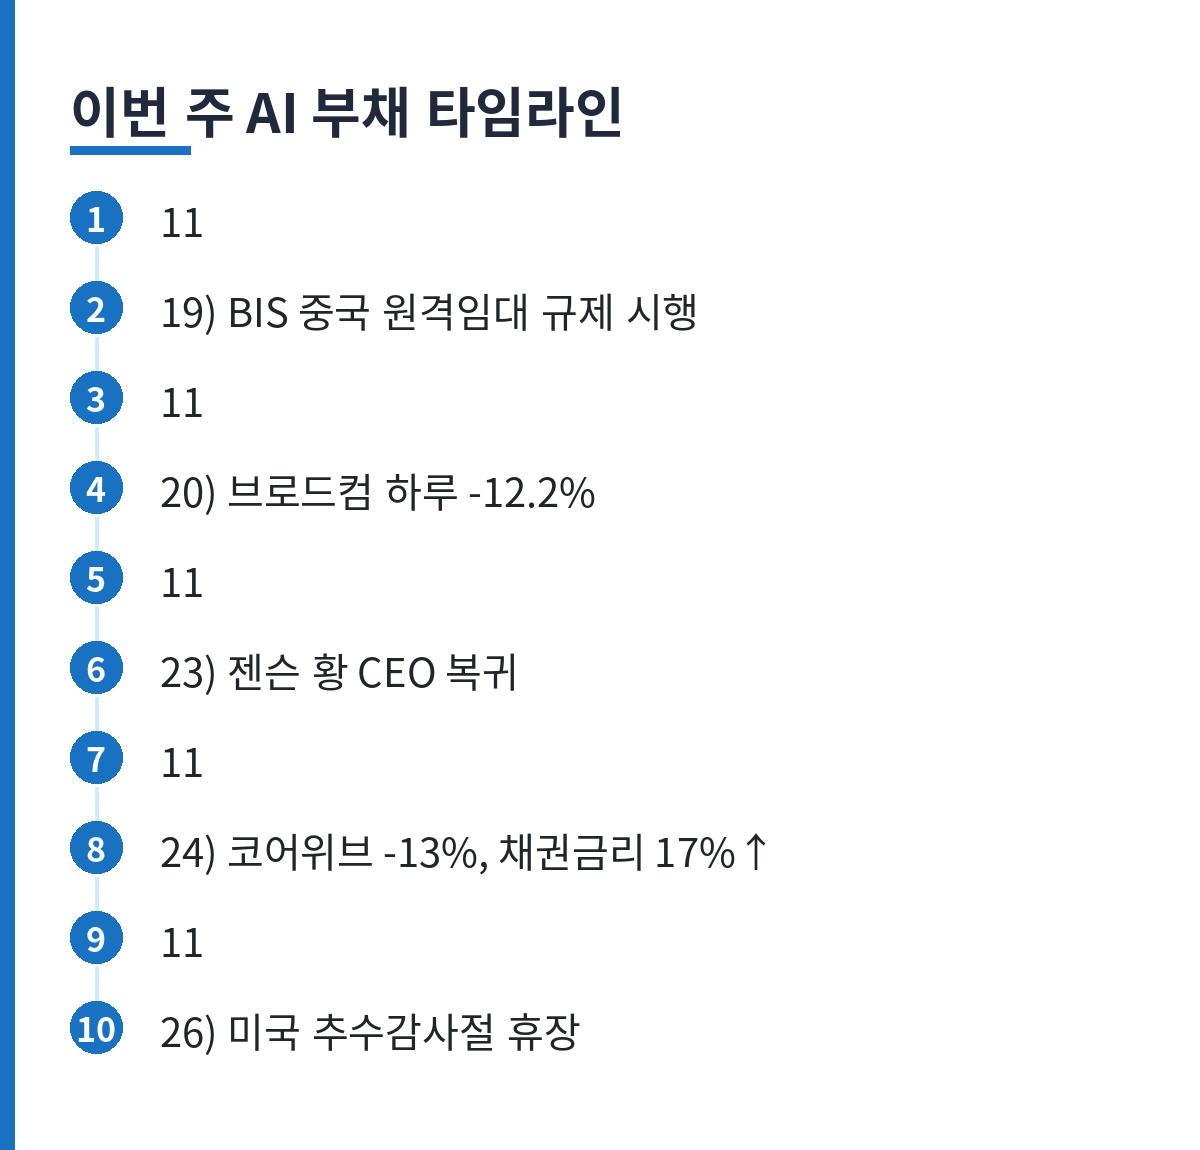 이번 주 AI 부채 타임라인
1 11
2 19) BIS 중국 원격임대 규제 시행
3 11
4 20) 브로드컴 하루 -12.2%
5 11
6 23) 젠슨 황 CEO 복귀
7 11
8 24) 코어위브 -13%, 채권금리 17%↑
9 11
10 26) 미국 추수감사절 휴장